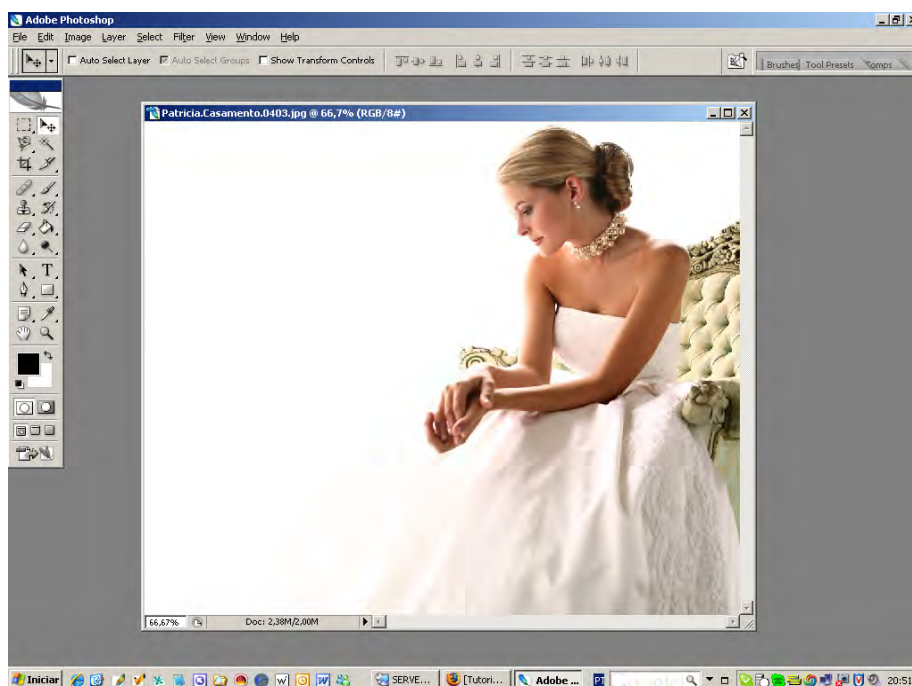 Adobe Photoshop
File Edit Image Layer Select Filter View Window Help
Auto Select Layer Auto Select Groups Show Transform Controls
Brushes Tool Presets Comps
Patricia.Casamento.0403.jpg @ 66,7% (RGB/8#)
T
66,67% Doc: 2,38M/2,00M
Iniciar SERVE... [Tutori... Adobe ... PT 20:51